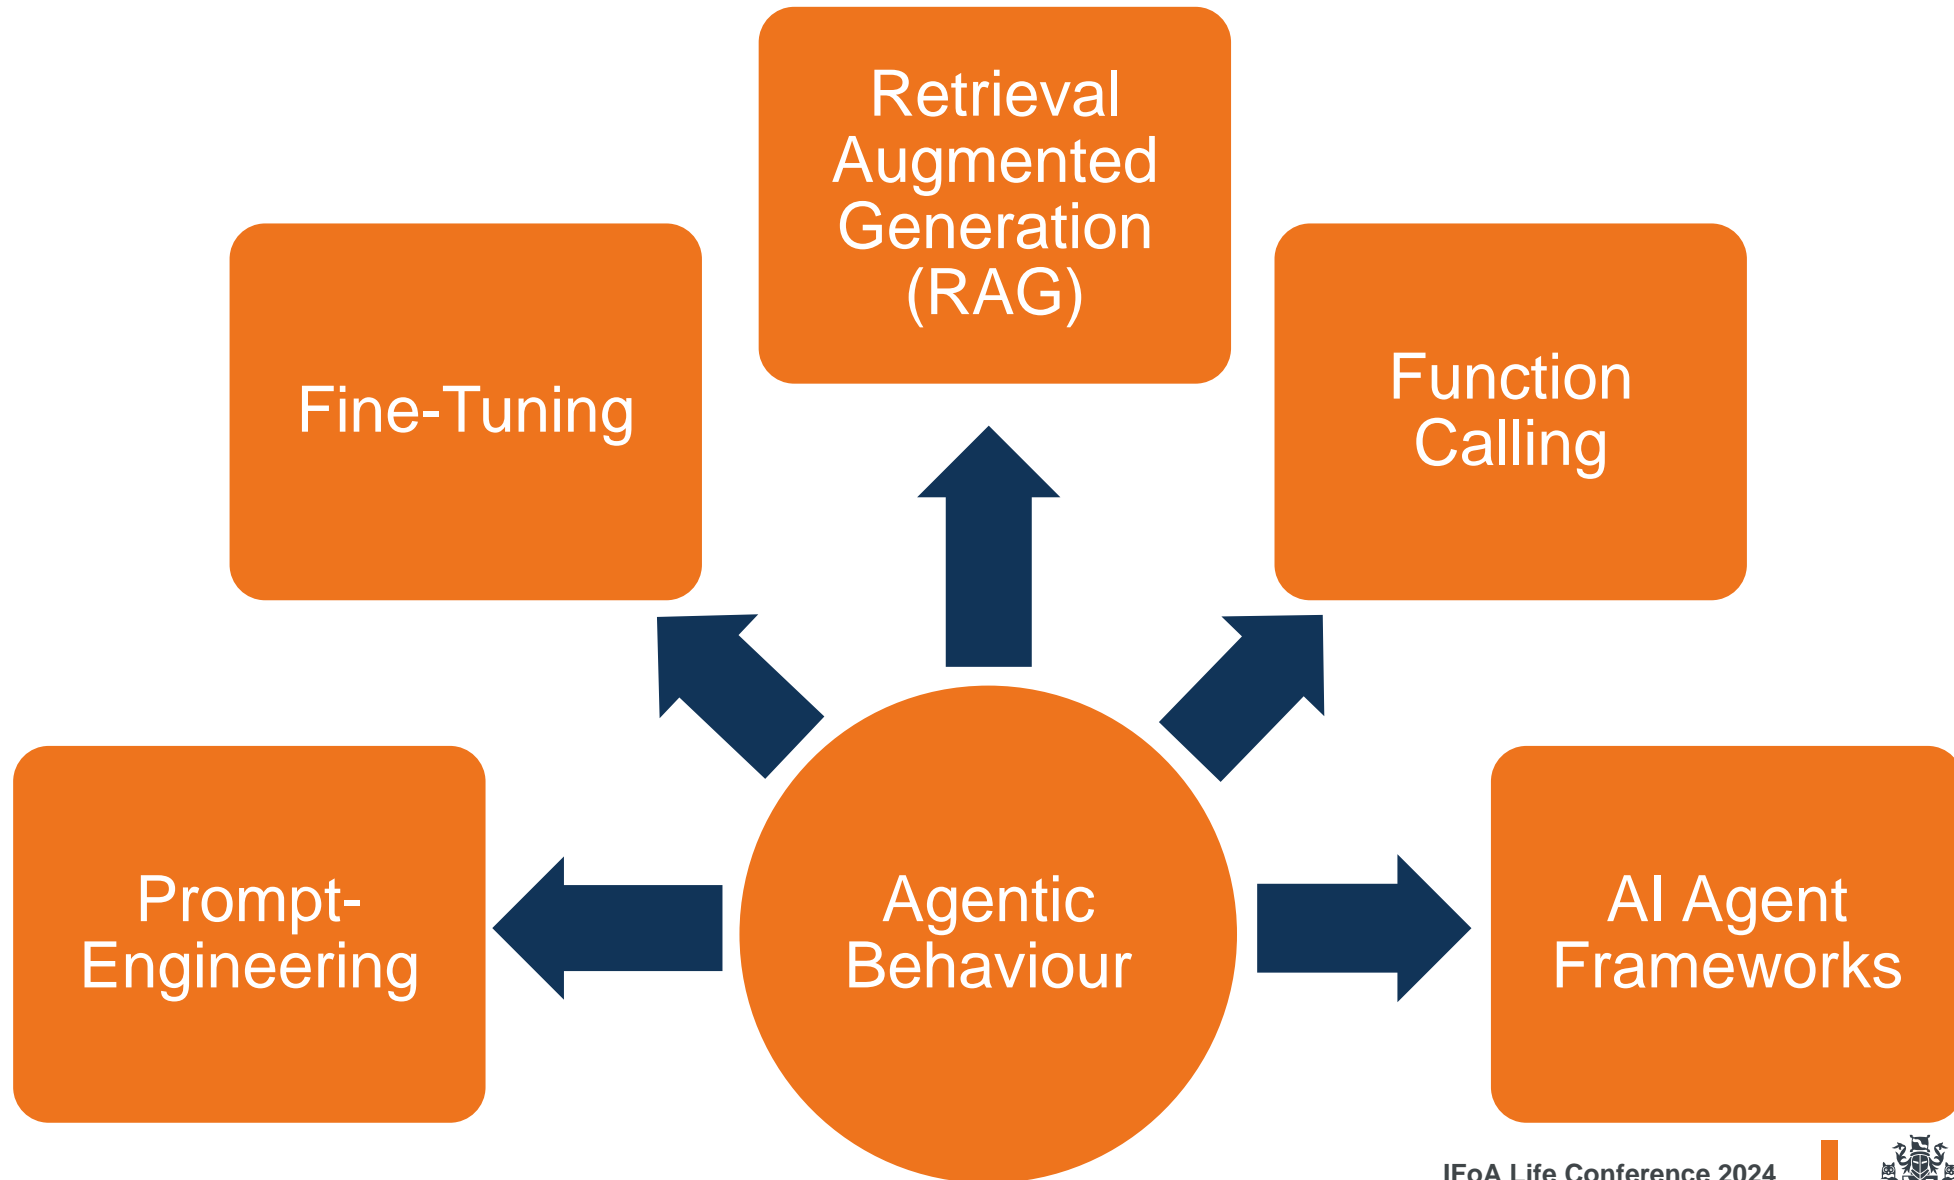 Retrieval
Augmented
Generation
(RAG)
Fine-Tuning
Function
Calling
Prompt-
Engineering
Agentic
Behaviour
AI Agent
Frameworks
IFoA Life Conference 2024